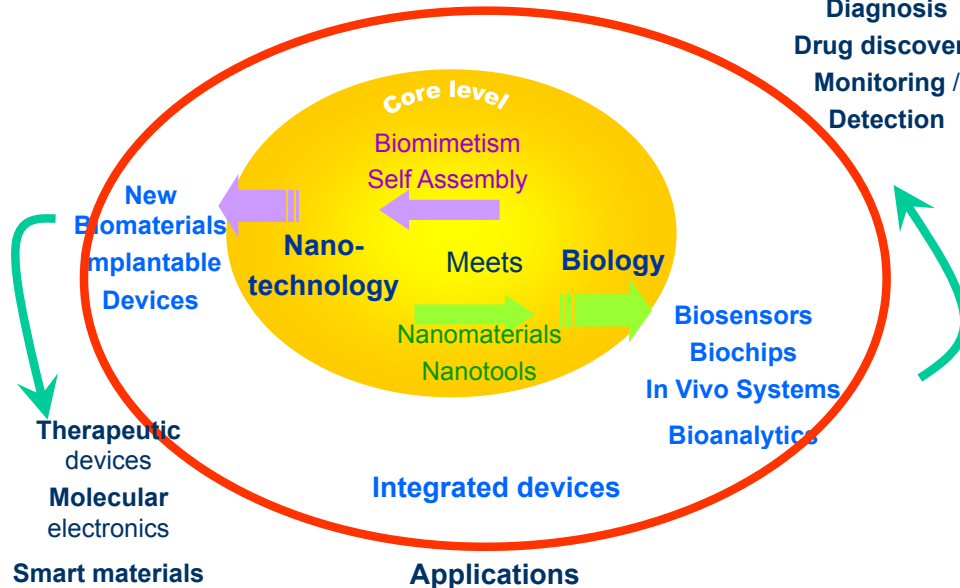 Diagnosis
Drug discover
Monitoring /
Detection
Core level
Biomimetism
Self Assembly
New
Biomaterials
mplantable
Devices
Nano-
technology
Meets
Biology
Nanomaterials
Nanotools
Biosensors
Biochips
In Vivo Systems
Bioanalytics
Therapeutic
devices
Molecular
electronics
Smart materials
Integrated devices
Applications